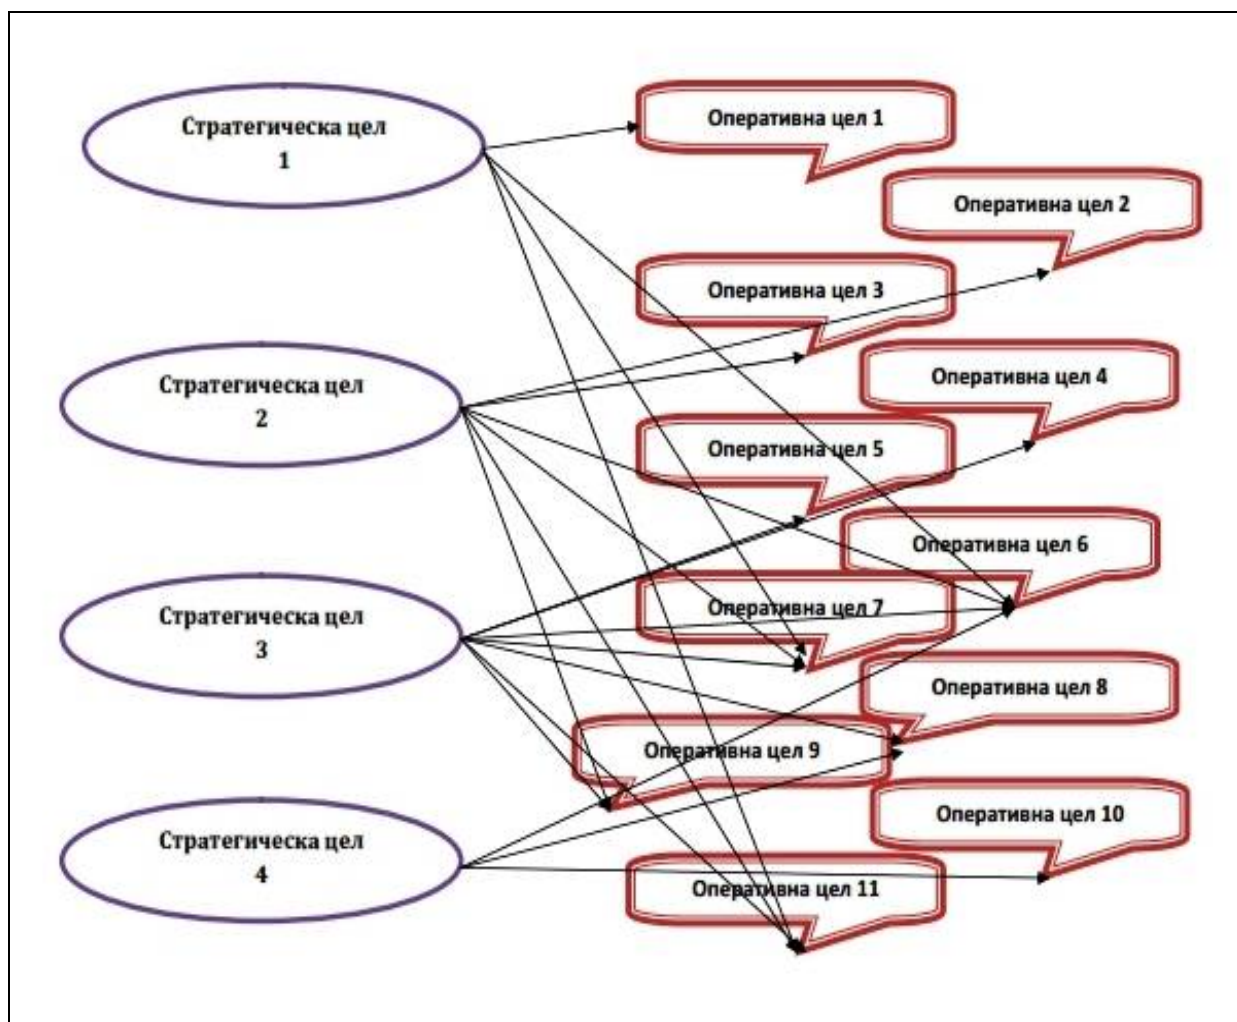 Стратегическа цел
1
Стратегическа цел
2
Стратегическа цел
3
Стратегическа цел
4
Оперативна цел 1
Оперативна цел 2
Оперативна цел 3
Оперативна цел 4
Оперативна цел 5
Оперативна цел 6
Оперативна цел 7
Оперативна цел 8
Оперативна цел 9
Оперативна цел 10
Оперативна цел 11